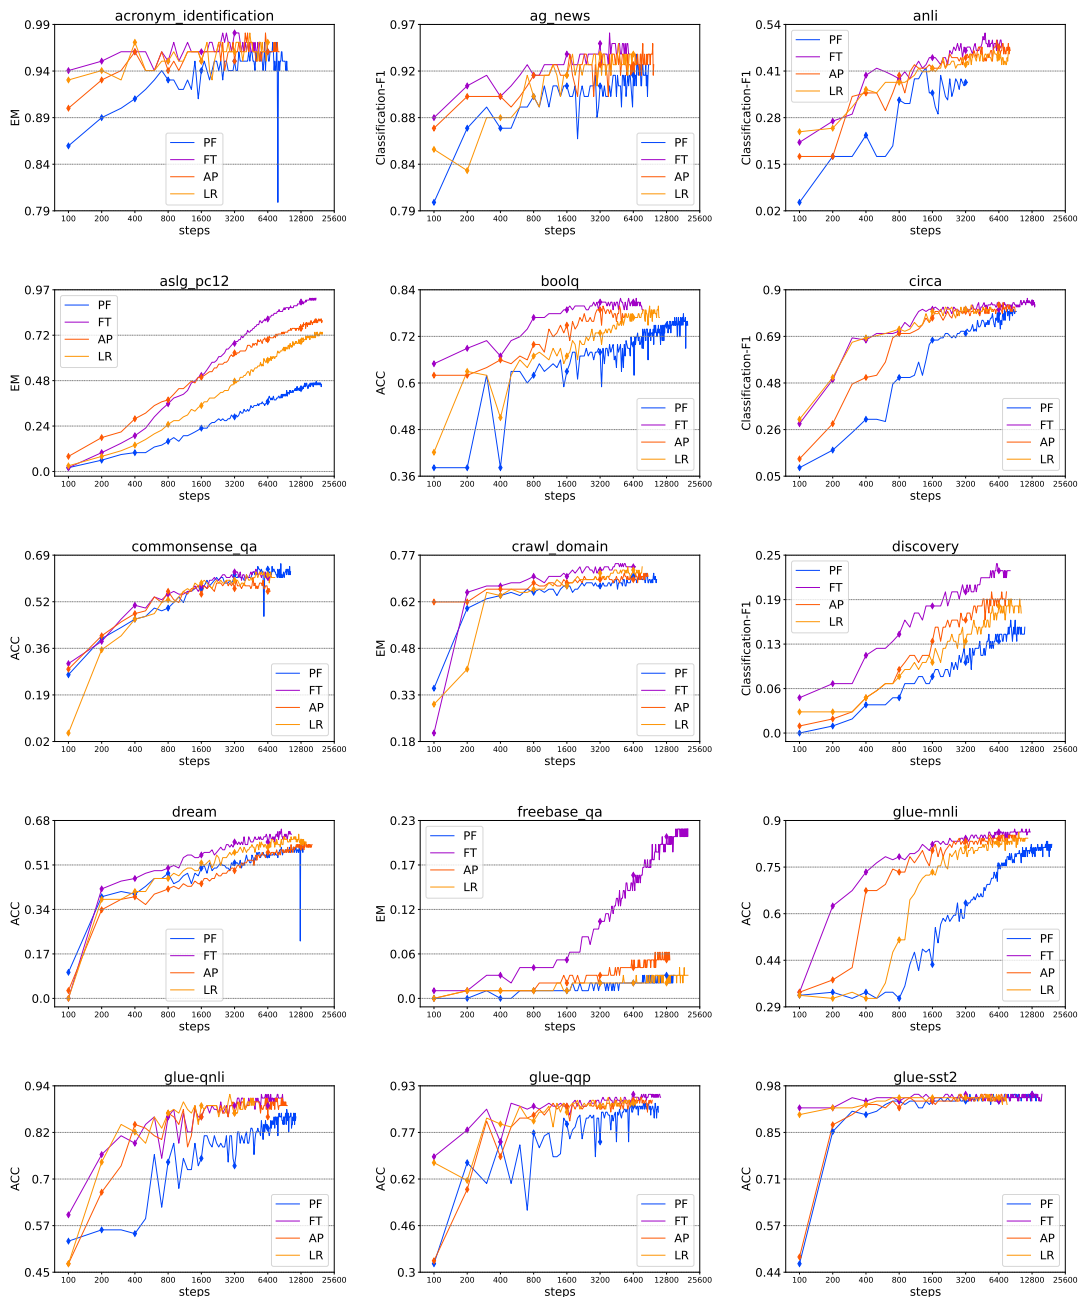 acronym_identification
0.99
0.94
0.89
0.84
0.79
EM
PF
FT
AP
LR
100 200 400 800 1600 3200 6400 12800 25600
steps
ag_news
0.97
0.92
0.88
0.84
0.79
Classification-F1
PF
FT
AP
LR
100 200 400 800 1600 3200 6400 12800 25600
steps
anli
0.54
0.41
0.28
0.15
0.02
Classification-F1
PF
FT
AP
LR
100 200 400 800 1600 3200 6400 12800 25600
steps
aslg_pc12
0.97
0.72
0.48
0.24
0.0
EM
PF
FT
AP
LR
100 200 400 800 1600 3200 6400 12800 25600
steps
boolq
0.84
0.72
0.6
0.48
0.36
ACC
PF
FT
AP
LR
100 200 400 800 1600 3200 6400 12800 25600
steps
circa
0.9
0.69
0.48
0.26
0.05
Classification-F1
PF
FT
AP
LR
100 200 400 800 1600 3200 6400 12800 25600
steps
commonsense_qa
0.69
0.52
0.36
0.19
0.02
ACC
PF
FT
AP
LR
100 200 400 800 1600 3200 6400 12800 25600
steps
crawl_domain
0.77
0.62
0.48
0.33
0.18
EM
PF
FT
AP
LR
100 200 400 800 1600 3200 6400 12800 25600
steps
discovery
0.25
0.19
0.13
0.06
0.0
Classification-F1
PF
FT
AP
LR
100 200 400 800 1600 3200 6400 12800 25600
steps
dream
0.68
0.51
0.34
0.17
0.0
ACC
PF
FT
AP
LR
100 200 400 800 1600 3200 6400 12800 25600
steps
freebase_qa
0.23
0.17
0.12
0.06
0.0
EM
PF
FT
AP
LR
100 200 400 800 1600 3200 6400 12800 25600
steps
glue-mnli
0.9
0.75
0.6
0.44
0.29
ACC
PF
FT
AP
LR
100 200 400 800 1600 3200 6400 12800 25600
steps
glue-qnli
0.94
0.82
0.7
0.57
0.45
ACC
PF
FT
AP
LR
100 200 400 800 1600 3200 6400 12800 25600
steps
glue-qqp
0.93
0.77
0.62
0.46
0.3
ACC
PF
FT
AP
LR
100 200 400 800 1600 3200 6400 12800 25600
steps
glue-sst2
0.98
0.85
0.71
0.57
0.44
ACC
PF
FT
AP
LR
100 200 400 800 1600 3200 6400 12800 25600
steps